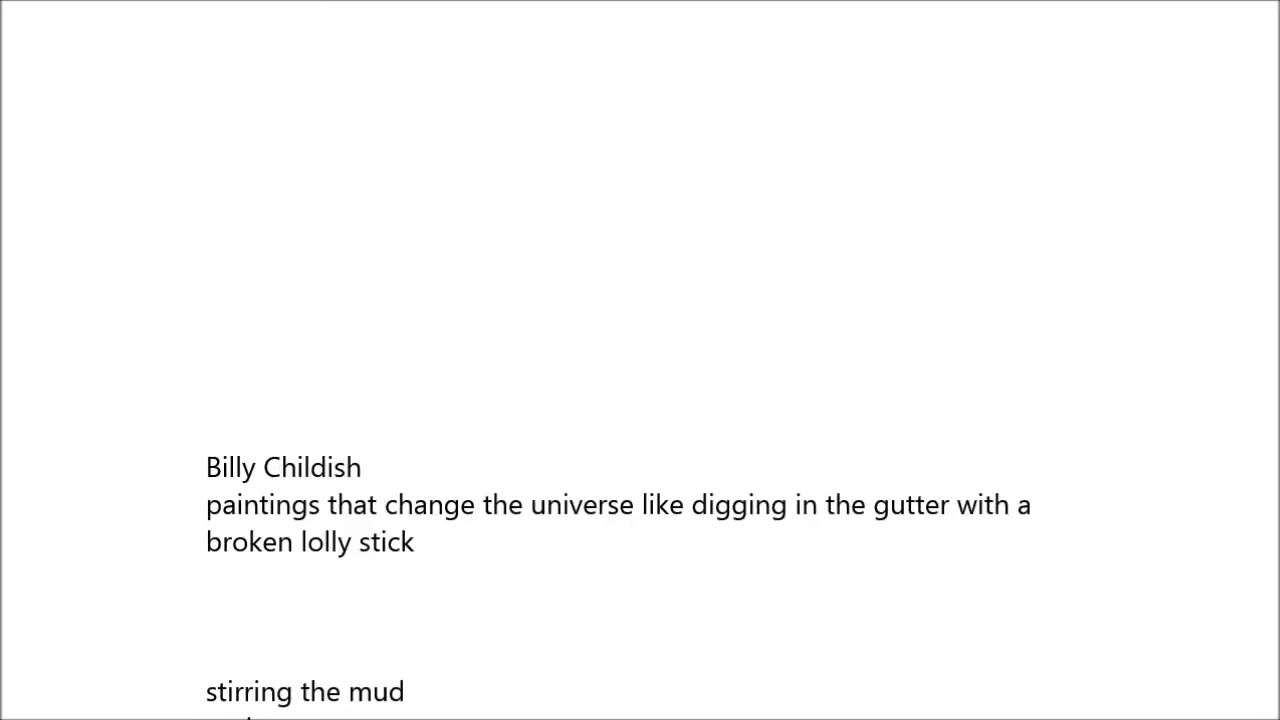 Billy Childish
paintings that change the universe like digging in the gutter with a
broken lolly stick
stirring the mud